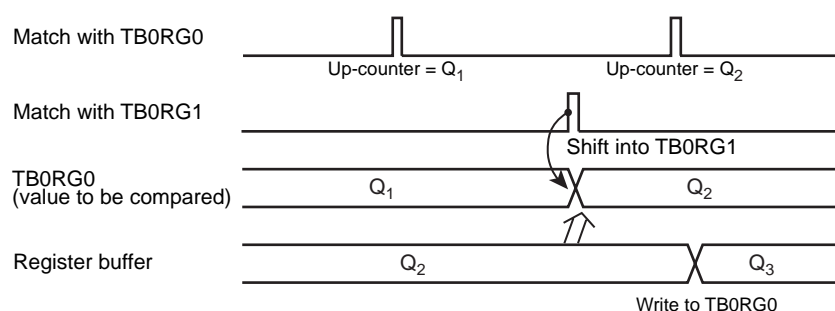 Match with TB0RG0
Up-counter = Q1
Up-counter = Q2
Match with TB0RG1
Shift into TB0RG1
TB0RG0
(value to be compared)
Q1
Q2
Register buffer
Q2
Q3
Write to TB0RG0